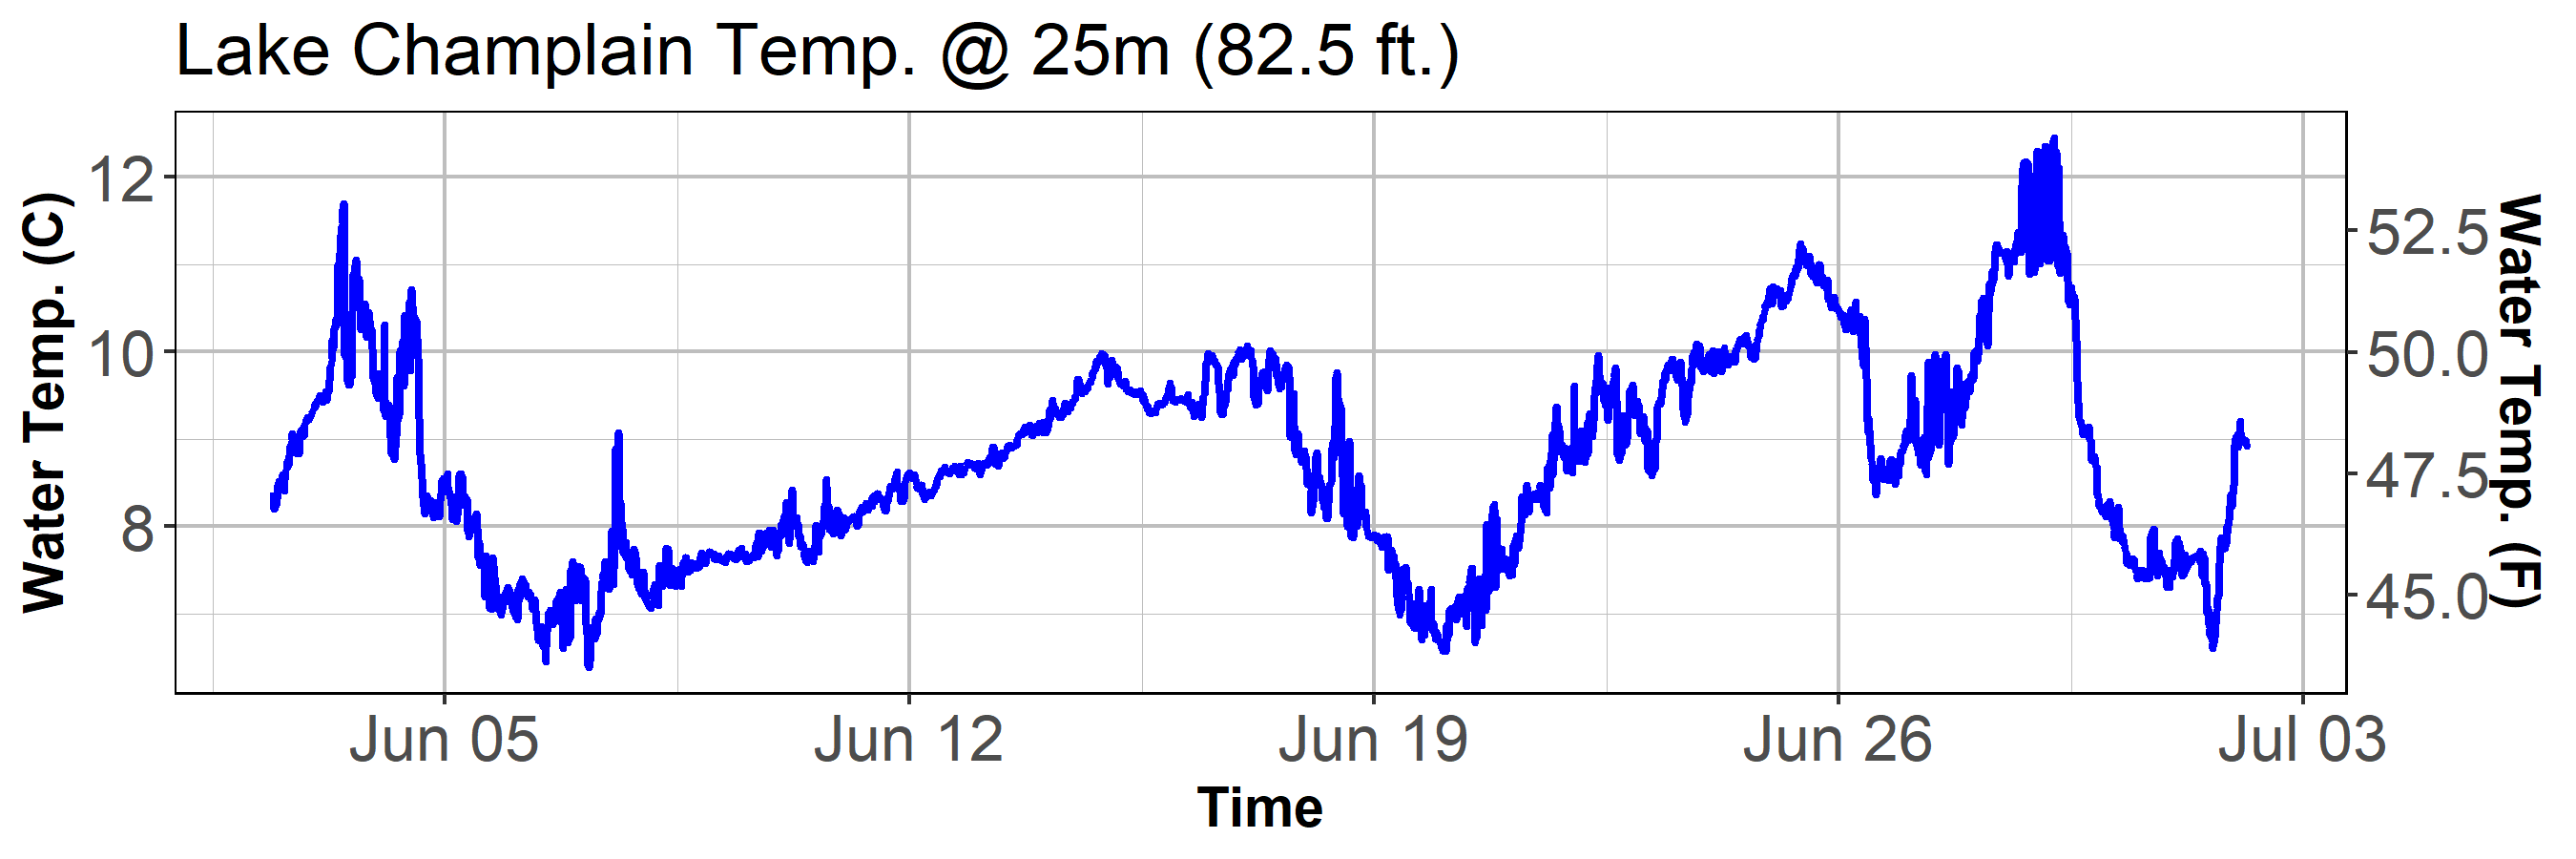 Lake Champlain Temp. @ 25m (82.5 ft.)
Water Temp. (C)
12
10
8
52.5
50.0
47.5
45.0
Water Temp. (F)
Jun 05
Jun 12
Jun 19
Jun 26
Jul 03
Time